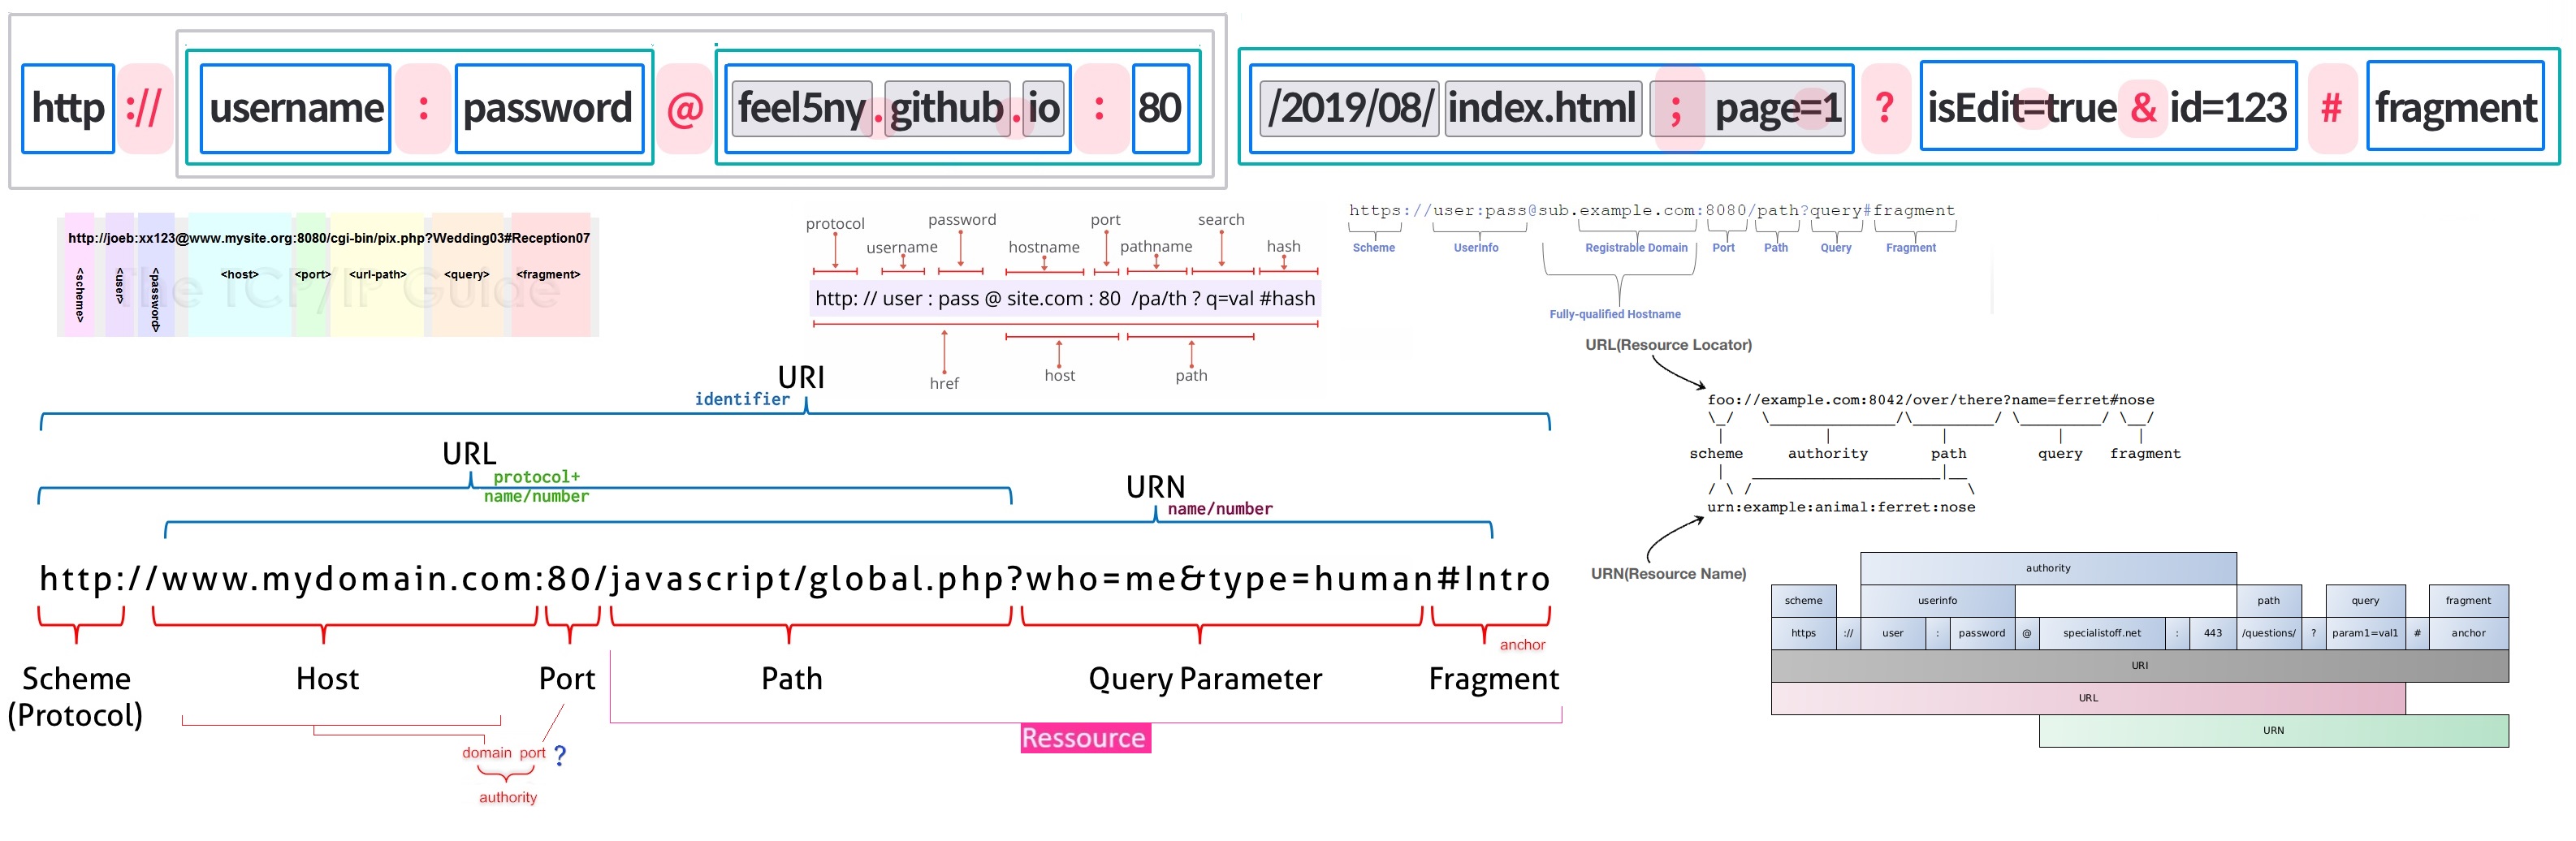 http :// username : password @ feel5ny . github . io : 80 /2019/08/ index.html ; page=1 ? isEdit=true & id=123 # fragment
http://joeb:xx123@www.mysite.org:8080/cgi-bin/pix.php?Wedding03#Reception07
<scheme> <user> <password> <host> <port> <url-path> <query> <fragment>
The TCP/IP Guide
protocol password port search
username hostname pathname hash
http: // user : pass @ site.com : 80 /pa/th ? q=val #hash
href host path
https://user:pass@sub.example.com:8080/path?query#fragment
Scheme UserInfo Registrable Domain Port Path Query Fragment
Fully-qualified Hostname
URL(Resource Locator)
foo://example.com:8042/over/there?name=ferret#nose
scheme authority path query fragment
urn:example:animal:ferret:nose
URN(Resource Name)
URI
identifier
URL
protocol+
name/number
URN
name/number
http://www.mydomain.com:80/javascript/global.php?who=me&type=human#Intro
anchor
Scheme Host Port Path Query Parameter Fragment
(Protocol)
Ressource
domain port ?
authority
authority
scheme userinfo path query fragment
https :// user : password @ specialistoff.net : 443 /questions/ ? param1=val1 # anchor
URI
URL
URN